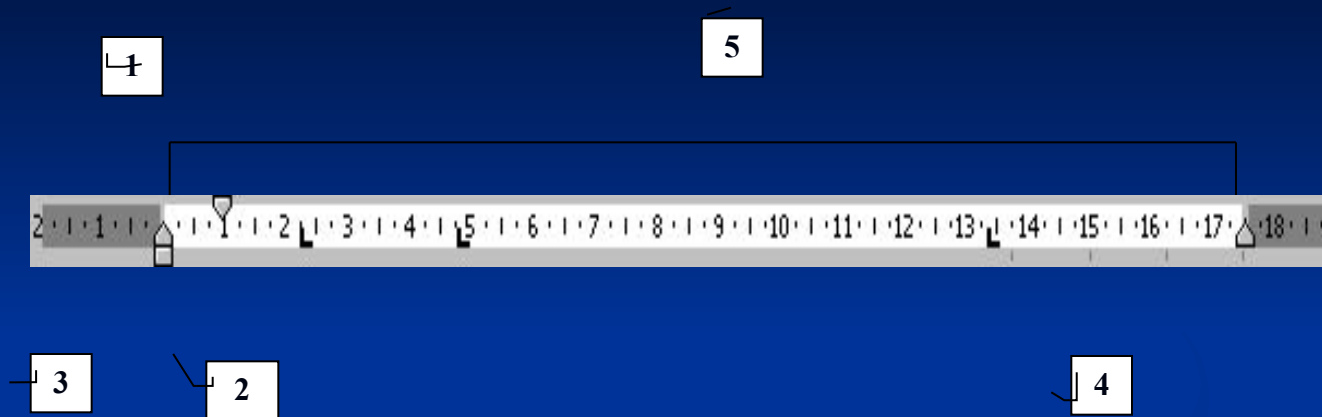 5
1
2 · ı · 1 · ı · · ı · 1 · ı · 2 · ı · 3 · ı · 4 · ı · 5 · ı · 6 · ı · 7 · ı · 8 · ı · 9 · ı · 10 · ı · 11 · ı · 12 · ı · 13 · ı · 14 · ı · 15 · ı · 16 · ı · 17 · · 18 · ı
3 2 4